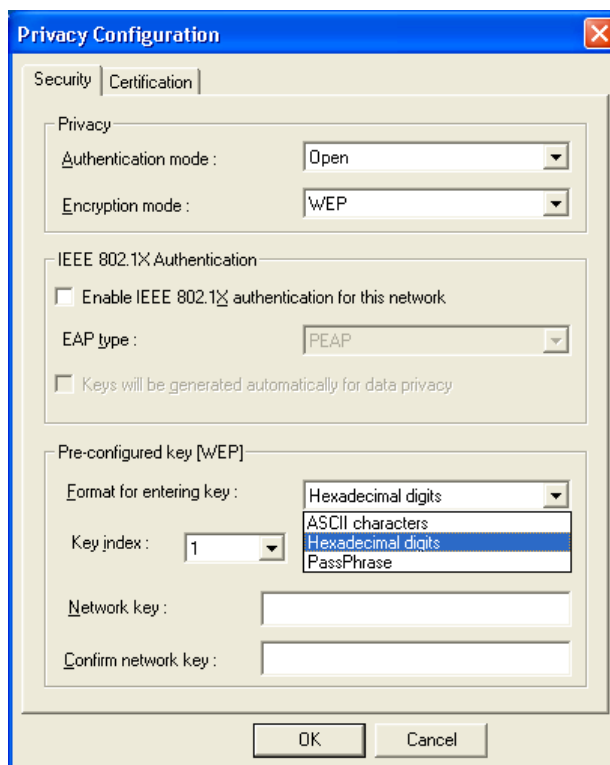 Privacy Configuration
Security Certification
Privacy
Authentication mode : Open
Encryption mode : WEP
IEEE 802.1X Authentication
Enable IEEE 802.1X authentication for this network
EAP type : PEAP
Keys will be generated automatically for data privacy
Pre-configured key [WEP]
Format for entering key : Hexadecimal digits
ASCII characters
Key index : 1 Hexadecimal digits
PassPhrase
Network key :
Confirm network key :
OK Cancel